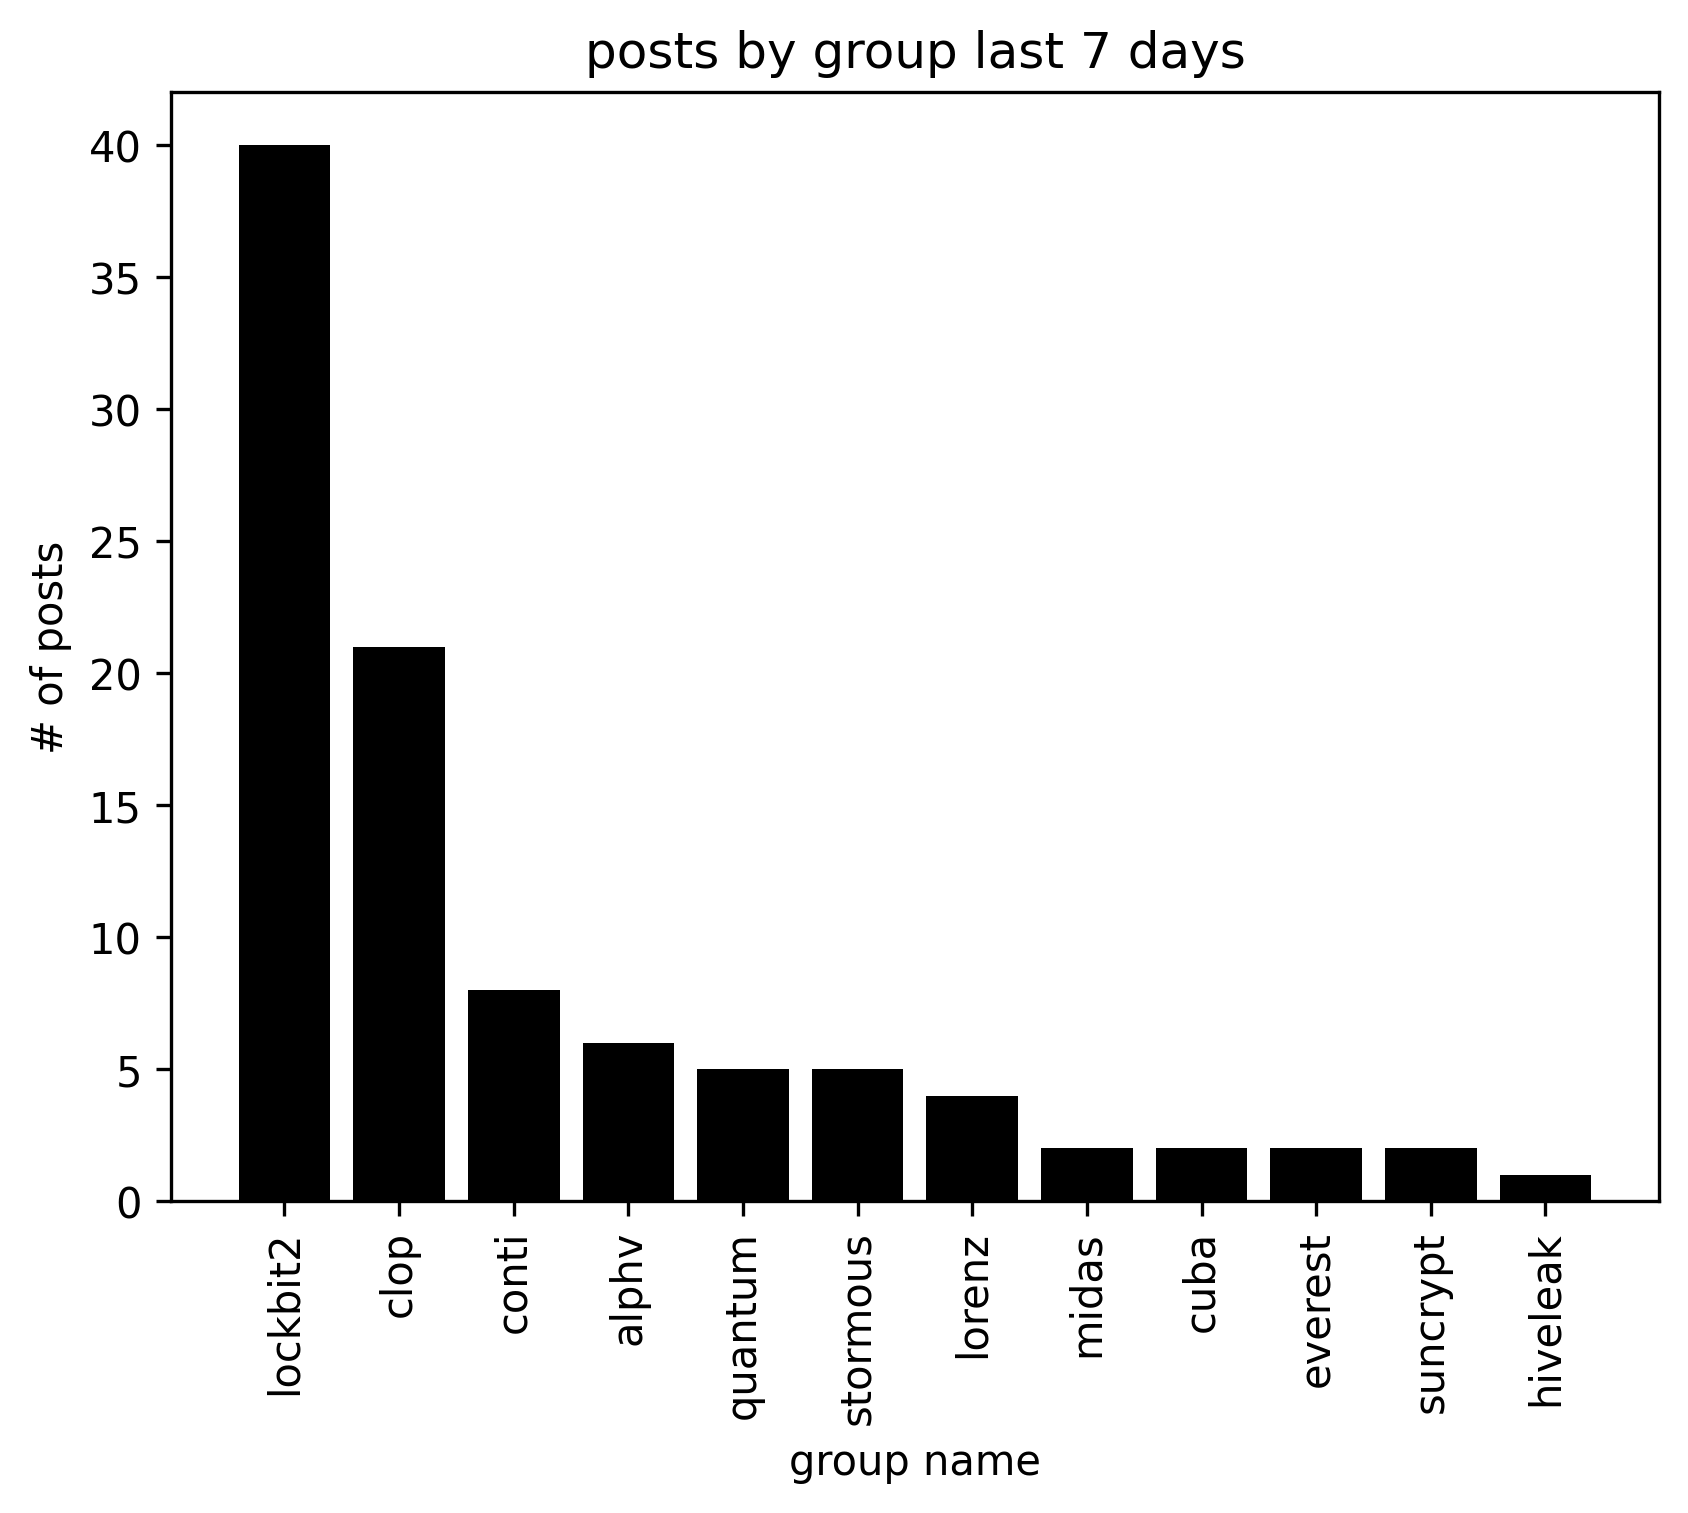 posts by group last 7 days
# of posts
40
35
30
25
20
15
10
5
0
lockbit2
clop
conti
alphv
quantum
stormous
lorenz
midas
cuba
everest
suncrypt
hiveleak
group name